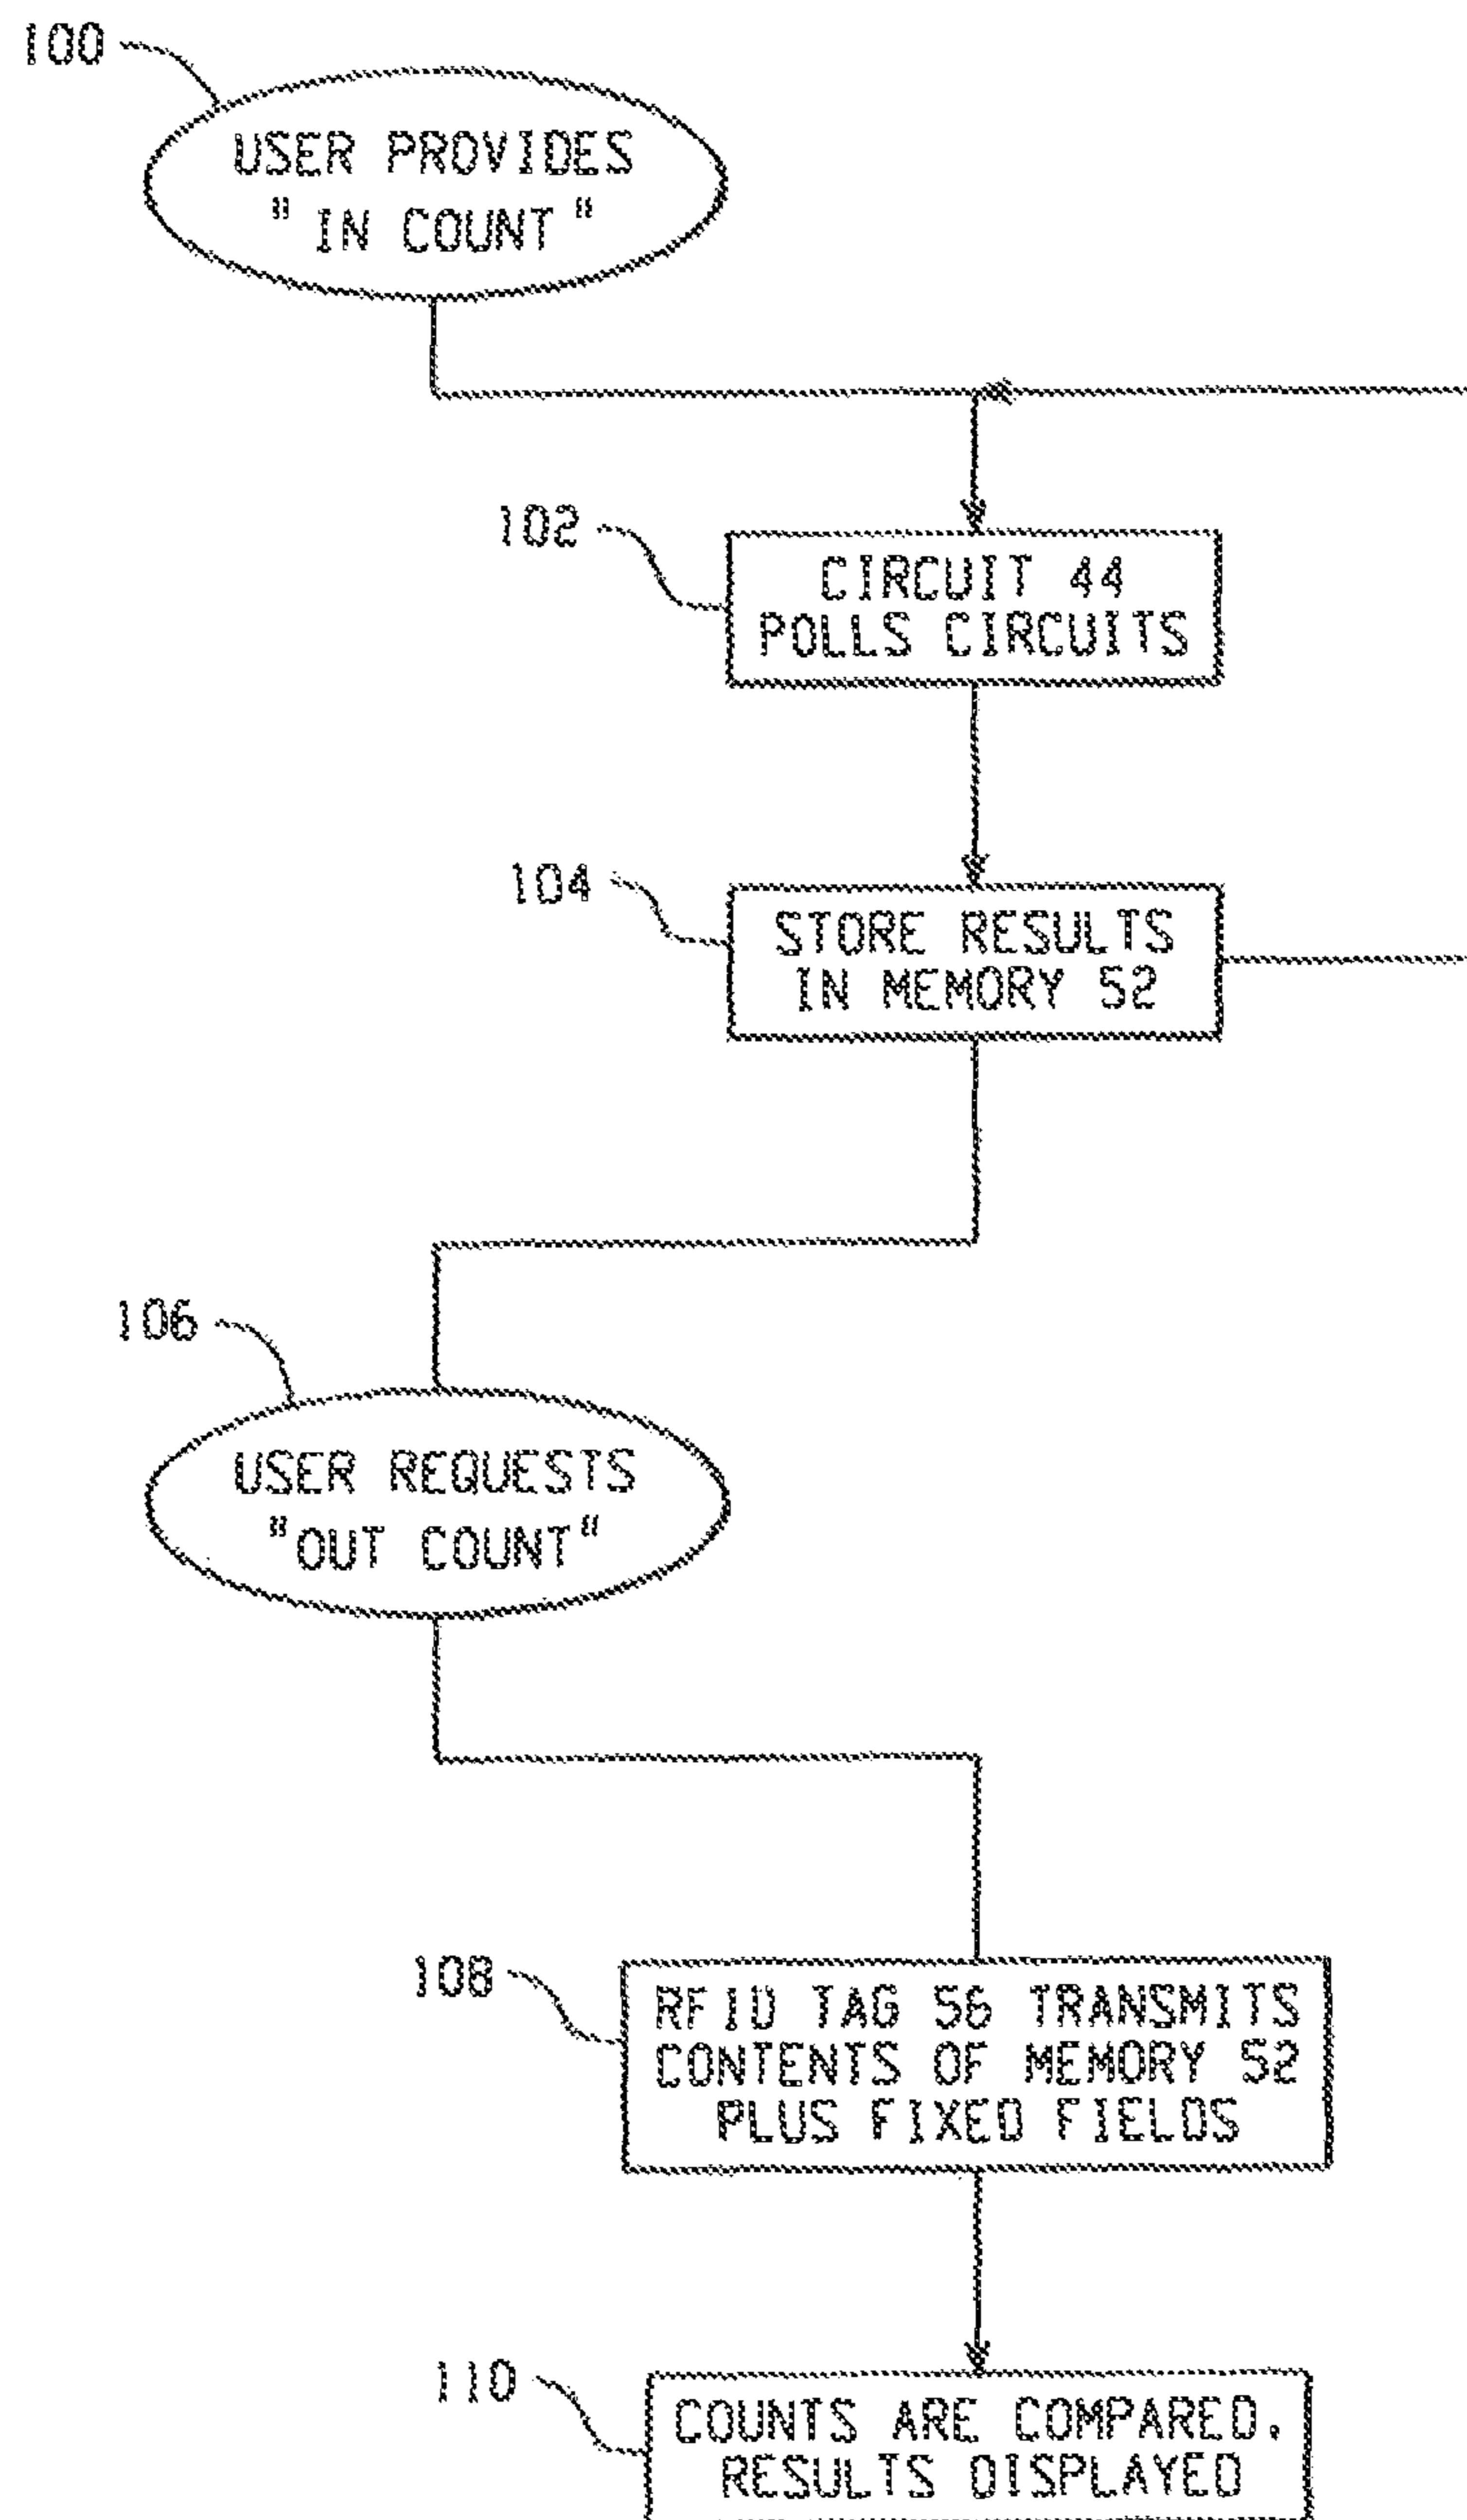 100
USER PROVIDES
" IN COUNT "
102
CIRCUIT 44
POLLS CIRCUITS
104
STORE RESULTS
IN MEMORY 52
106
USER REQUESTS
"OUT COUNT"
108
RFID TAG 56 TRANSMITS
CONTENTS OF MEMORY 52
PLUS FIXED FIELDS
110
COUNTS ARE COMPARED.
RESULTS DISPLAYED